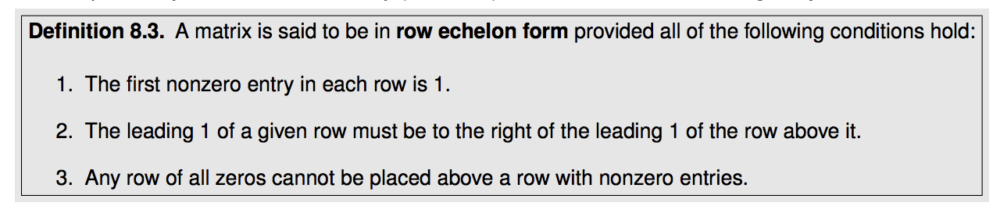 Definition 8.3. A matrix is said to be in row echelon form provided all of the following conditions hold:
1. The first nonzero entry in each row is 1.
2. The leading 1 of a given row must be to the right of the leading 1 of the row above it.
3. Any row of all zeros cannot be placed above a row with nonzero entries.